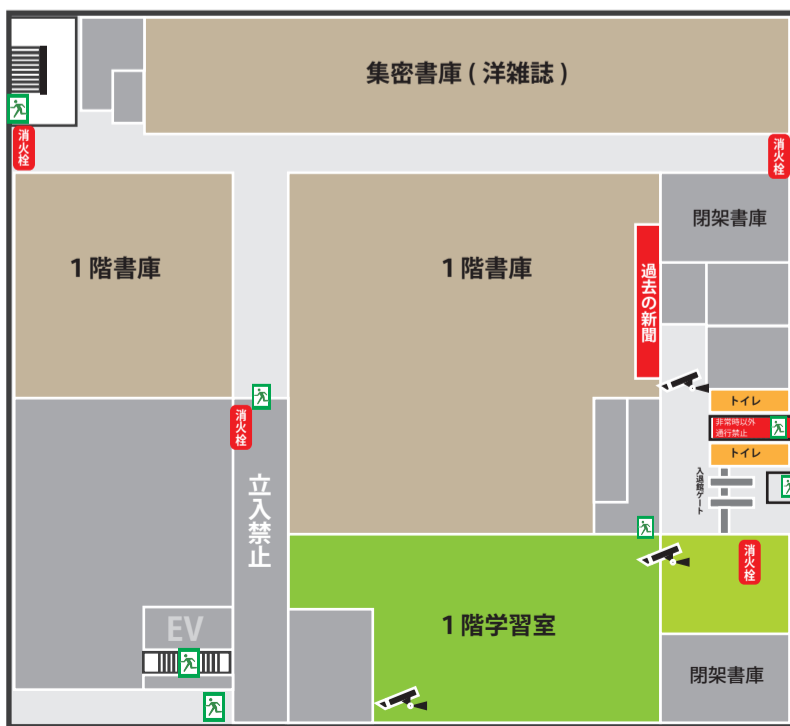 集密書庫 ( 洋雑誌 )
消火栓
消火栓
閉架書庫
1 階書庫
1 階書庫
過去の新聞
トイレ
非常時以外
通行禁止
トイレ
消火栓
入退館ゲート
立入禁止
消火栓
1 階学習室
EV
閉架書庫